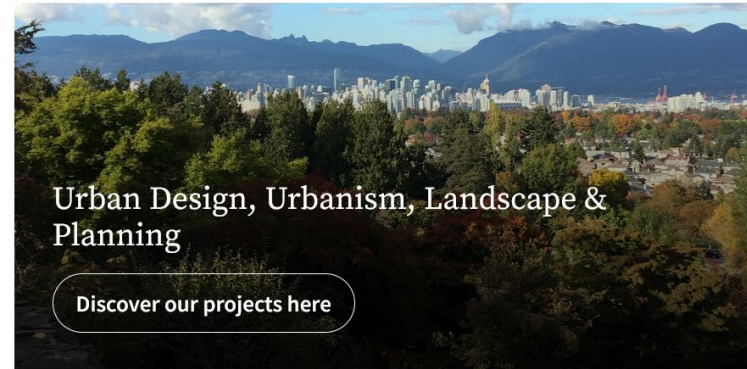 Urban Design, Urbanism, Landscape &
Planning
Discover our projects here